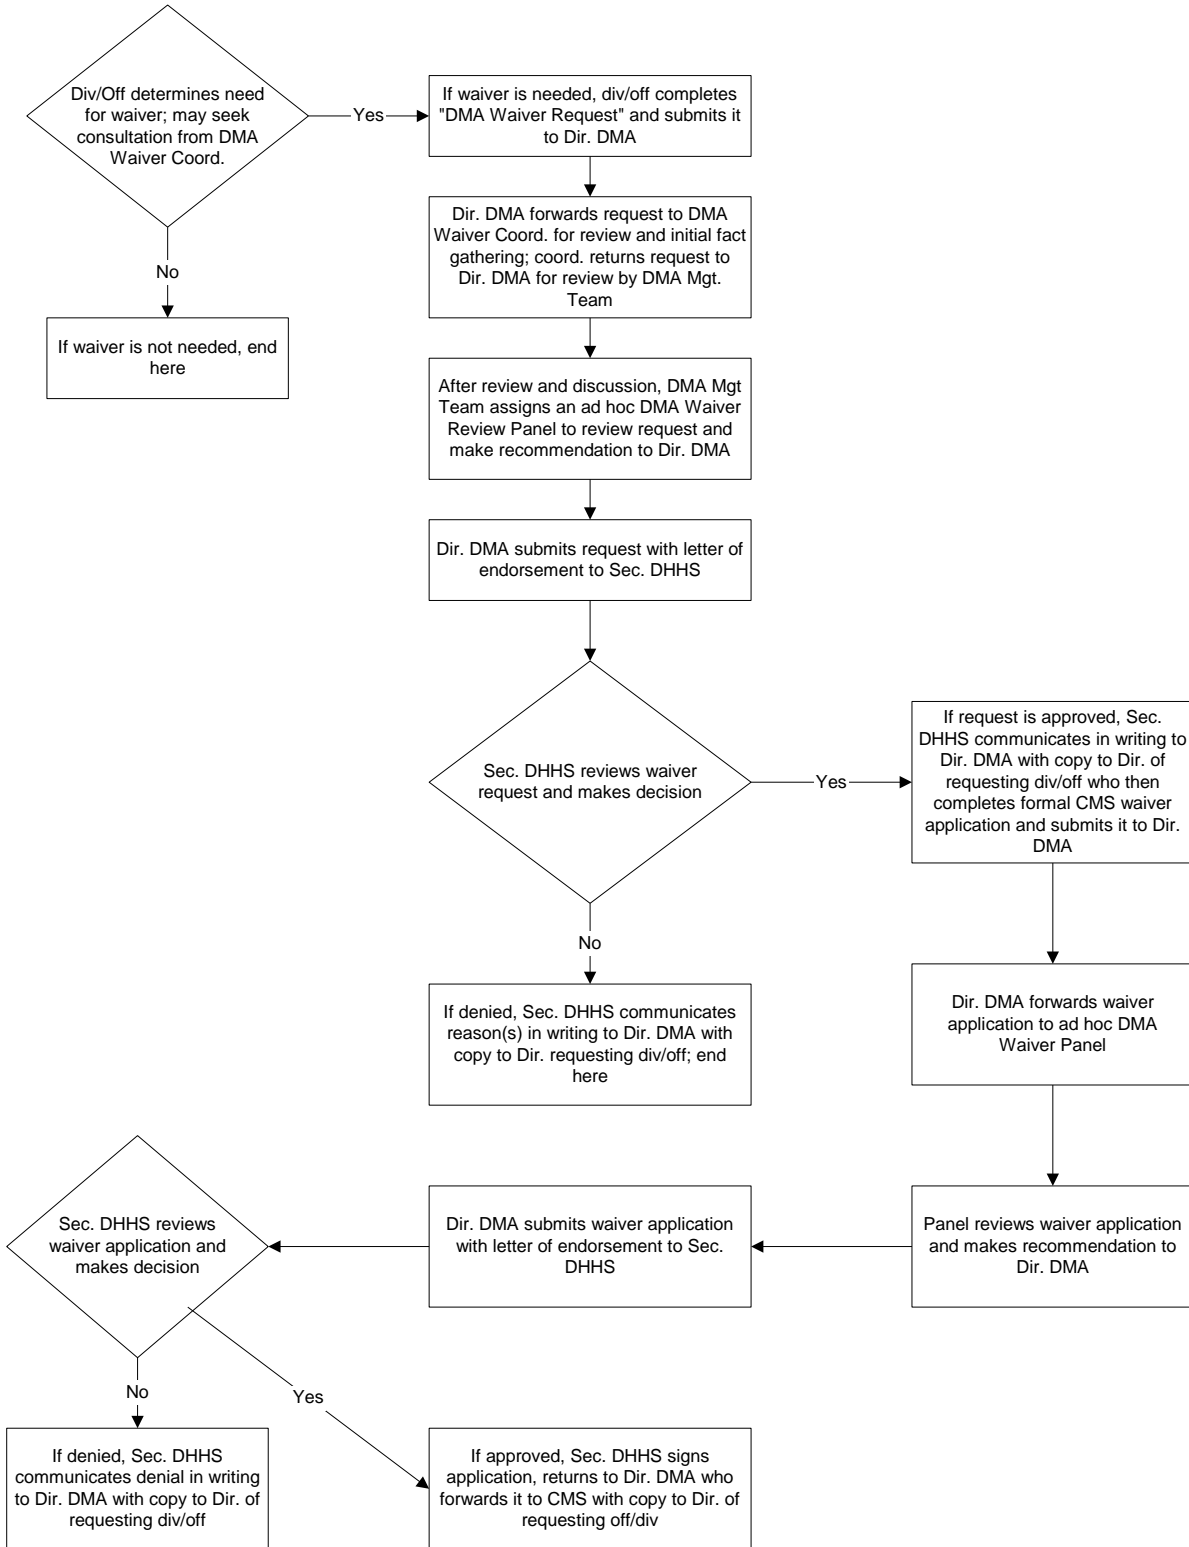 Div/Off determines need
for waiver; may seek
consultation from DMA
Waiver Coord.
Yes
If waiver is needed, div/off completes
"DMA Waiver Request" and submits it
to Dir. DMA
No
If waiver is not needed, end
here
Dir. DMA forwards request to DMA
Waiver Coord. for review and initial fact
gathering; coord. returns request to
Dir. DMA for review by DMA Mgt.
Team
After review and discussion, DMA Mgt
Team assigns an ad hoc DMA Waiver
Review Panel to review request and
make recommendation to Dir. DMA
Dir. DMA submits request with letter of
endorsement to Sec. DHHS
Sec. DHHS reviews waiver
request and makes decision
Yes
If request is approved, Sec.
DHHS communicates in writing to
Dir. DMA with copy to Dir. of
requesting div/off who then
completes formal CMS waiver
application and submits it to Dir.
DMA
No
If denied, Sec. DHHS communicates
reason(s) in writing to Dir. DMA with
copy to Dir. requesting div/off; end
here
Dir. DMA forwards waiver
application to ad hoc DMA
Waiver Panel
Panel reviews waiver application
and makes recommendation to
Dir. DMA
Dir. DMA submits waiver application
with letter of endorsement to Sec.
DHHS
Sec. DHHS reviews
waiver application and
makes decision
No
Yes
If denied, Sec. DHHS
communicates denial in writing
to Dir. DMA with copy to Dir. of
requesting div/off
If approved, Sec. DHHS signs
application, returns to Dir. DMA who
forwards it to CMS with copy to Dir. of
requesting off/div